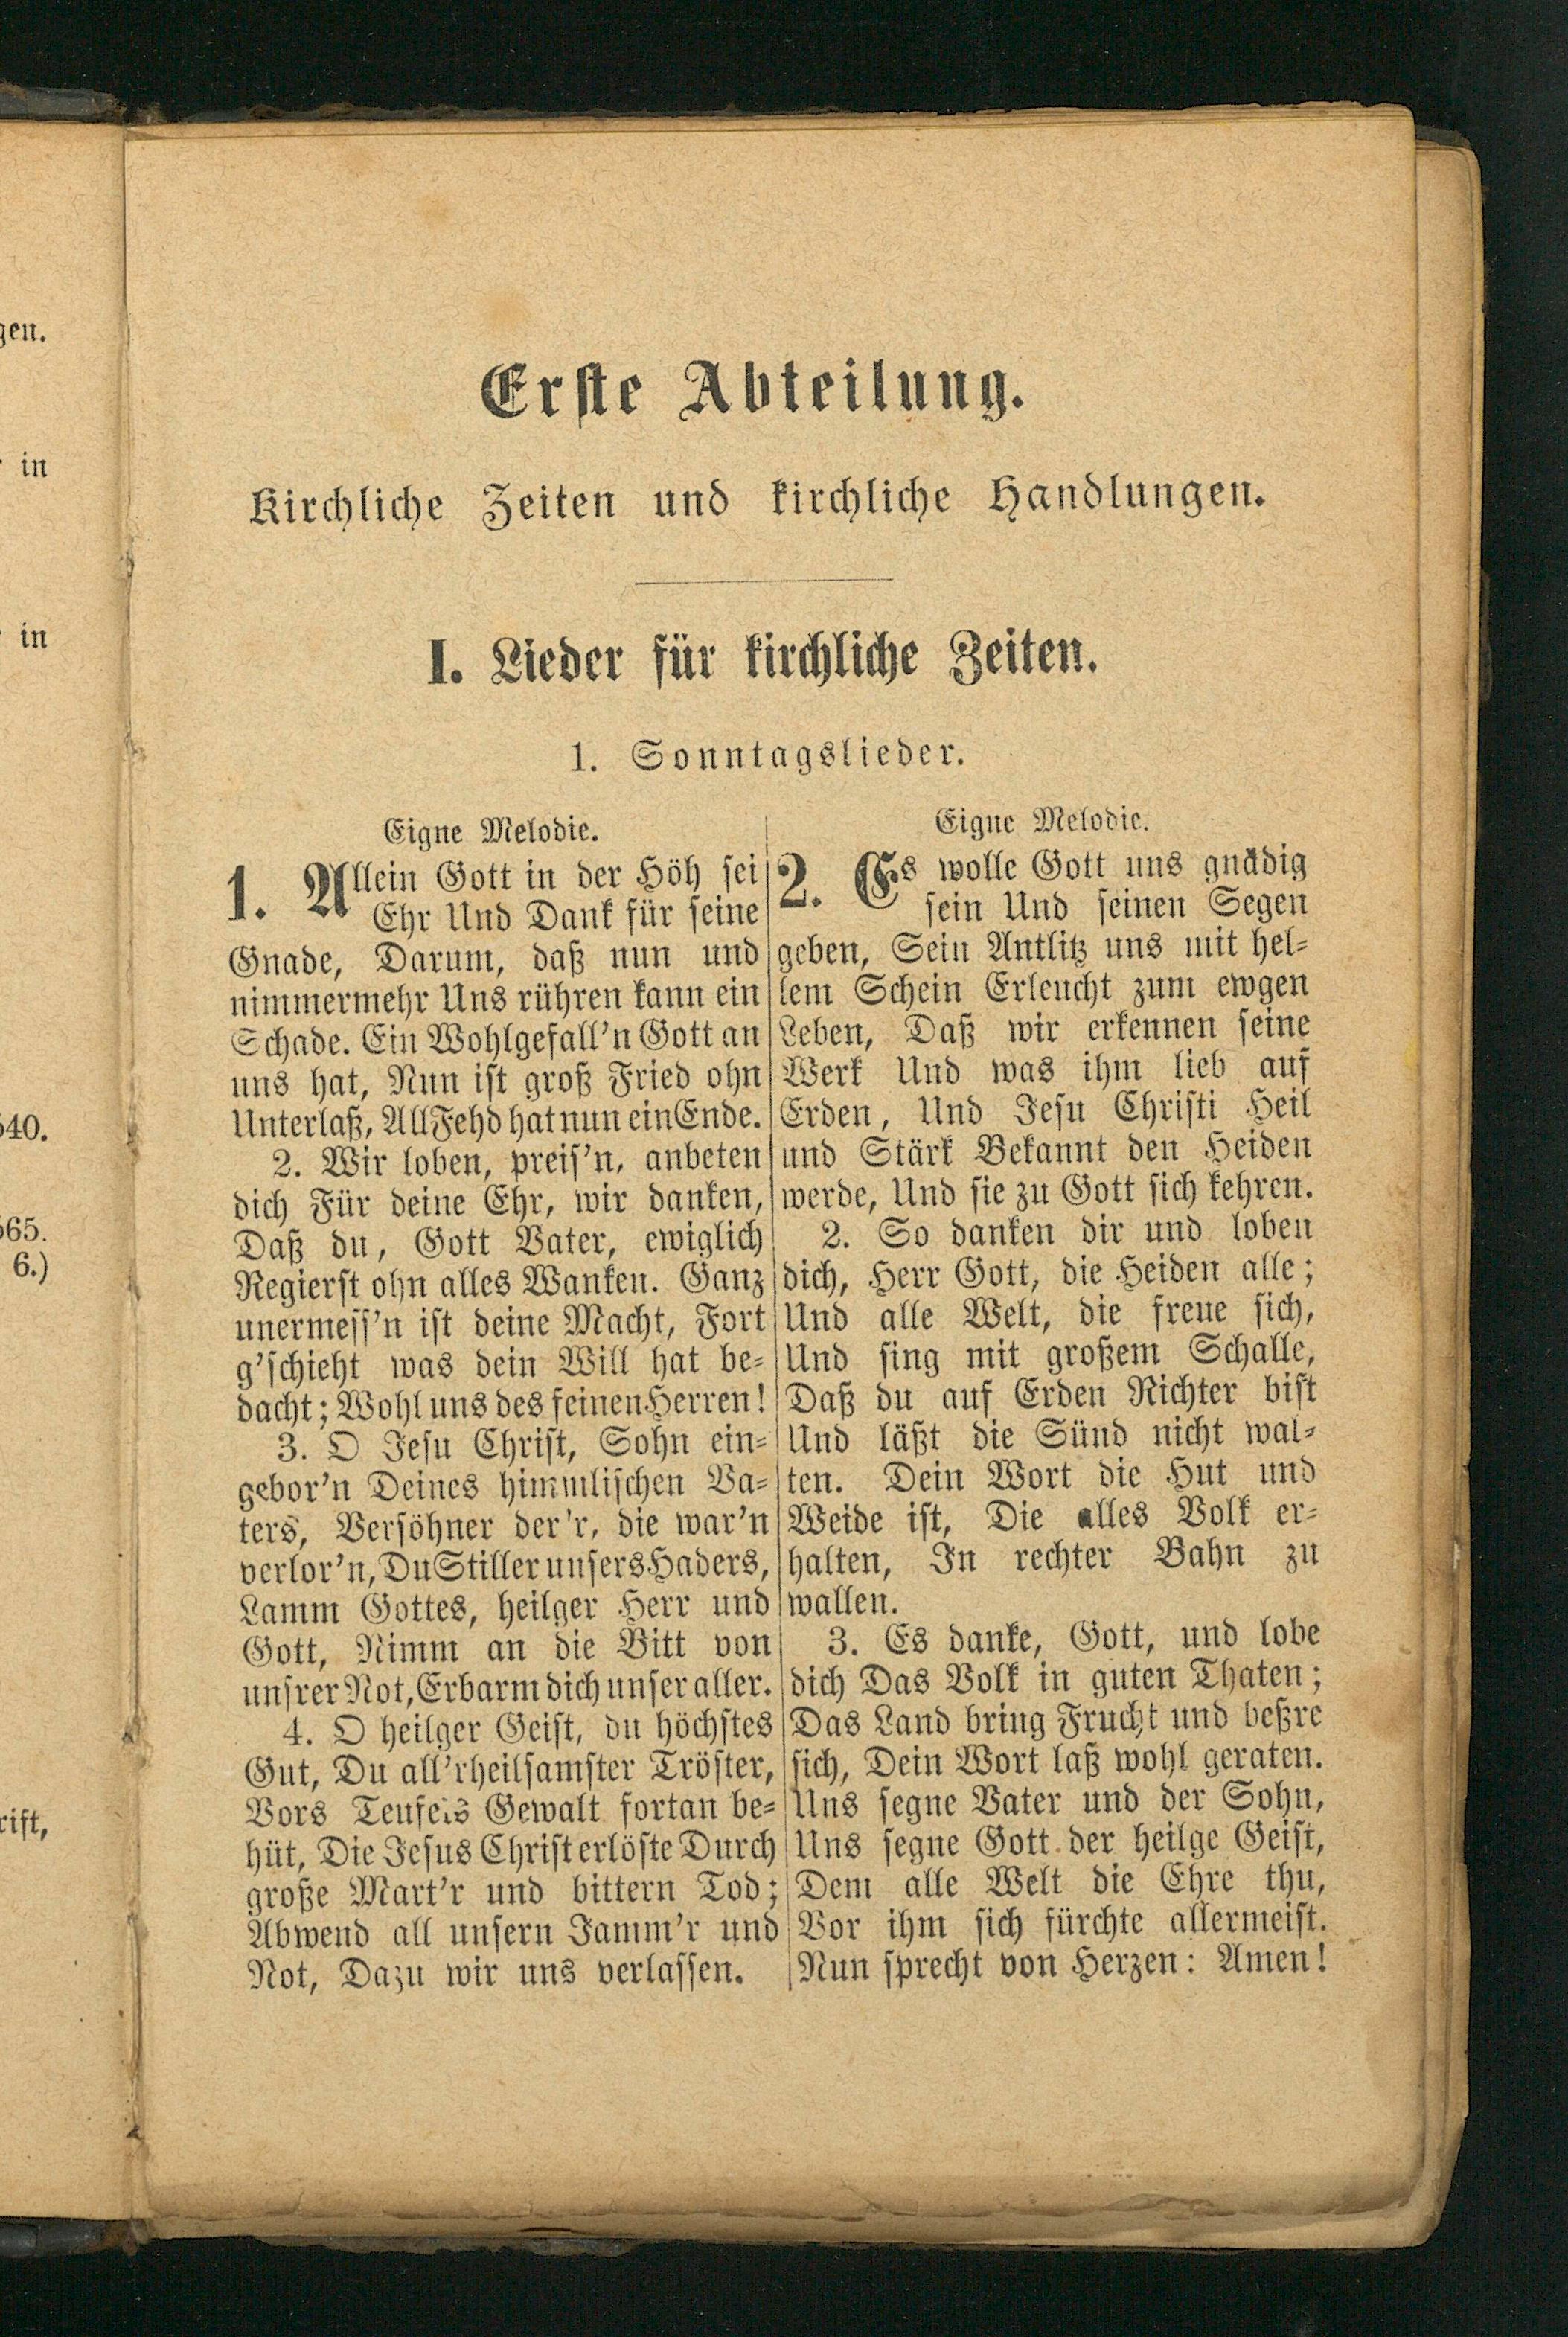 gen.
in
in
540.
565.
6.)
rift,
Erste Abteilung.
Kirchliche Zeiten und kirchliche Handlungen.
I. Lieder für kirchliche Zeiten.
1. Sonntagslieder.
Eigne Melodie.
1. Allein Gott in der Höh sei
Ehr Und Dank für seine
Gnade, Darum, daß nun und
nimmermehr Uns rühren kann ein
Schade. Ein Wohlgefall'n Gott an
uns hat, Nun ist groß Fried ohn
Unterlaß, All Fehd hat nun ein Ende.
2. Wir loben, preis'n, anbeten
dich Für deine Ehr, wir danken,
Daß du, Gott Vater, ewiglich
Regierst ohn alles Wanken. Ganz
unermess'n ist deine Macht, Fort
g'schieht was dein Will hat be-
dacht; Wohl uns des feinen Herren!
3. O Jesu Christ, Sohn ein-
gebor'n Deines himmlischen Va-
ters, Versöhner der'r, die war'n
verlor'n, Du Stiller unsers Haders,
Lamm Gottes, heilger Herr und
Gott, Nimm an die Bitt von
unsrer Not, Erbarm dich unser aller.
4. O heilger Geist, du höchstes
Gut, Du all'rheilsamster Tröster,
Vors Teufels Gewalt fortan be-
hüt, Die Jesus Christ erlöste Durch
große Mart'r und bittern Tod;
Abwend all unsern Jamm'r und
Not, Dazu wir uns verlassen.
Eigne Melodie.
2. Es wolle Gott uns gnädig
sein Und seinen Segen
geben, Sein Antlitz uns mit hel-
lem Schein Erleucht zum ewgen
Leben, Daß wir erkennen seine
Werk Und was ihm lieb auf
Erden, Und Jesu Christi Heil
und Stärk Bekannt den Heiden
werde, Und sie zu Gott sich kehren.
2. So danken dir und loben
dich, Herr Gott, die Heiden alle;
Und alle Welt, die freue sich,
Und sing mit großem Schalle,
Daß du auf Erden Richter bist
Und läßt die Sünd nicht wal-
ten. Dein Wort die Hut und
Weide ist, Die alles Volk er-
halten, In rechter Bahn zu
wallen.
3. Es danke, Gott, und lobe
dich Das Volk in guten Thaten;
Das Land bring Frucht und beßre
sich, Dein Wort laß wohl geraten.
Uns segne Vater und der Sohn,
Uns segne Gott der heilge Geist,
Dem alle Welt die Ehre thu,
Vor ihm sich fürchte allermeist.
Nun sprecht von Herzen: Amen!